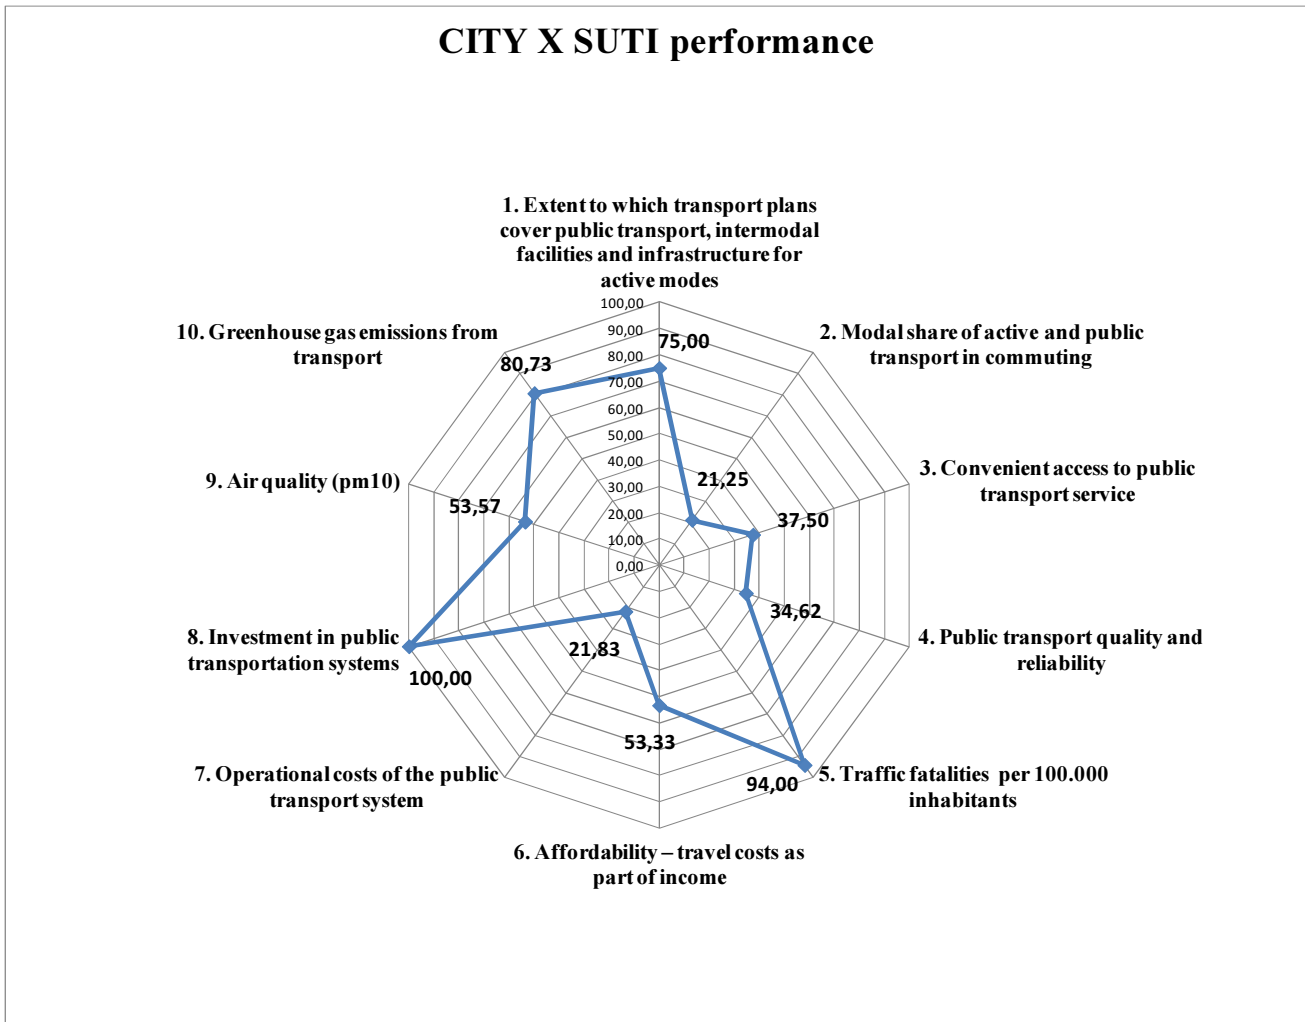 CITY X SUTI performance
1. Extent to which transport plans
cover public transport, intermodal
facilities and infrastructure for
active modes
2. Modal share of active and public
transport in commuting
3. Convenient access to public
transport service
4. Public transport quality and
reliability
5. Traffic fatalities per 100.000
inhabitants
6. Affordability – travel costs as
part of income
7. Operational costs of the public
transport system
8. Investment in public
transportation systems
9. Air quality (pm10)
10. Greenhouse gas emissions from
transport
100,00
90,00
80,00
70,00
60,00
50,00
40,00
30,00
20,00
10,00
0,00
75,00
21,25
37,50
34,62
94,00
53,33
21,83
100,00
53,57
80,73